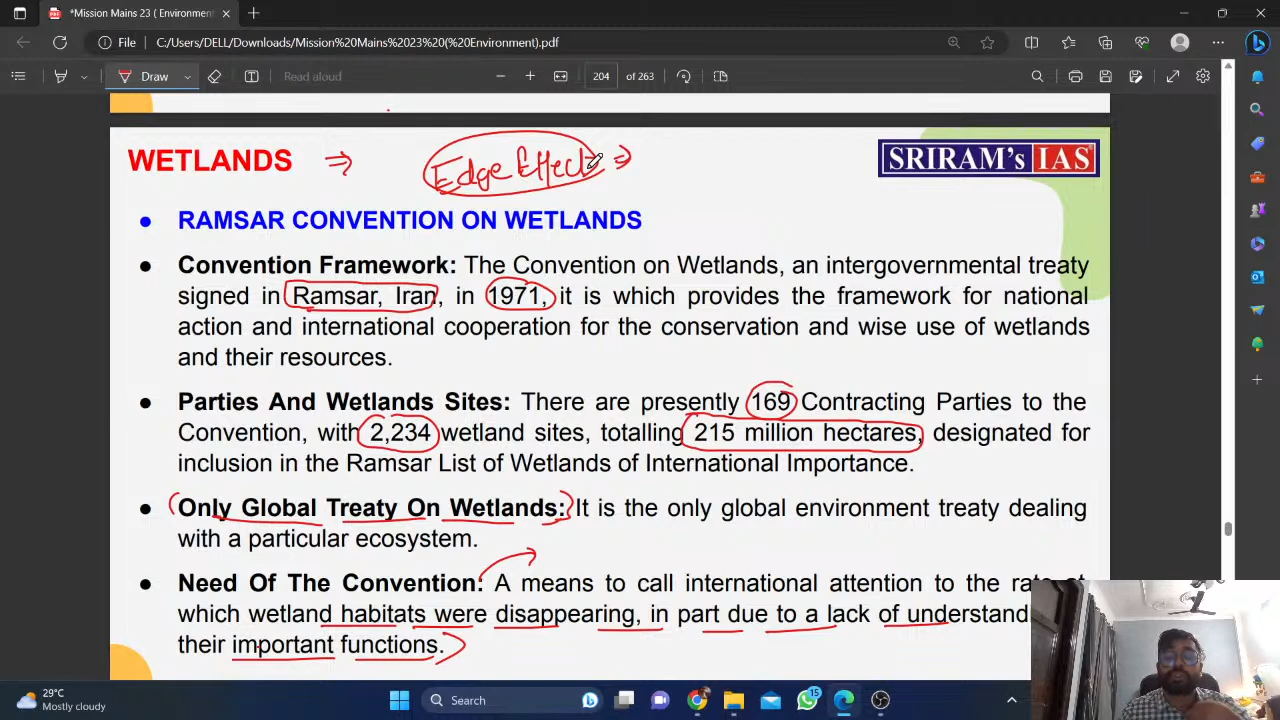 *Mission Mains 23 ( Environment
File C:/Users/DELL/Downloads/Mission%20Mains%2023%20(%20Environment).pdf
Draw Read aloud 204 of 263
WETLANDS ⇒ Edge Effect ⇒
SRIRAM's IAS
• RAMSAR CONVENTION ON WETLANDS
• Convention Framework: The Convention on Wetlands, an intergovernmental treaty
signed in Ramsar, Iran, in 1971, it is which provides the framework for national
action and international cooperation for the conservation and wise use of wetlands
and their resources.
• Parties And Wetlands Sites: There are presently 169 Contracting Parties to the
Convention, with 2,234 wetland sites, totalling 215 million hectares, designated for
inclusion in the Ramsar List of Wetlands of International Importance.
• Only Global Treaty On Wetlands: It is the only global environment treaty dealing
with a particular ecosystem.
• Need Of The Convention: A means to call international attention to the rate at
which wetland habitats were disappearing, in part due to a lack of understand
their important functions.
29°C
Mostly cloudy
Search
15